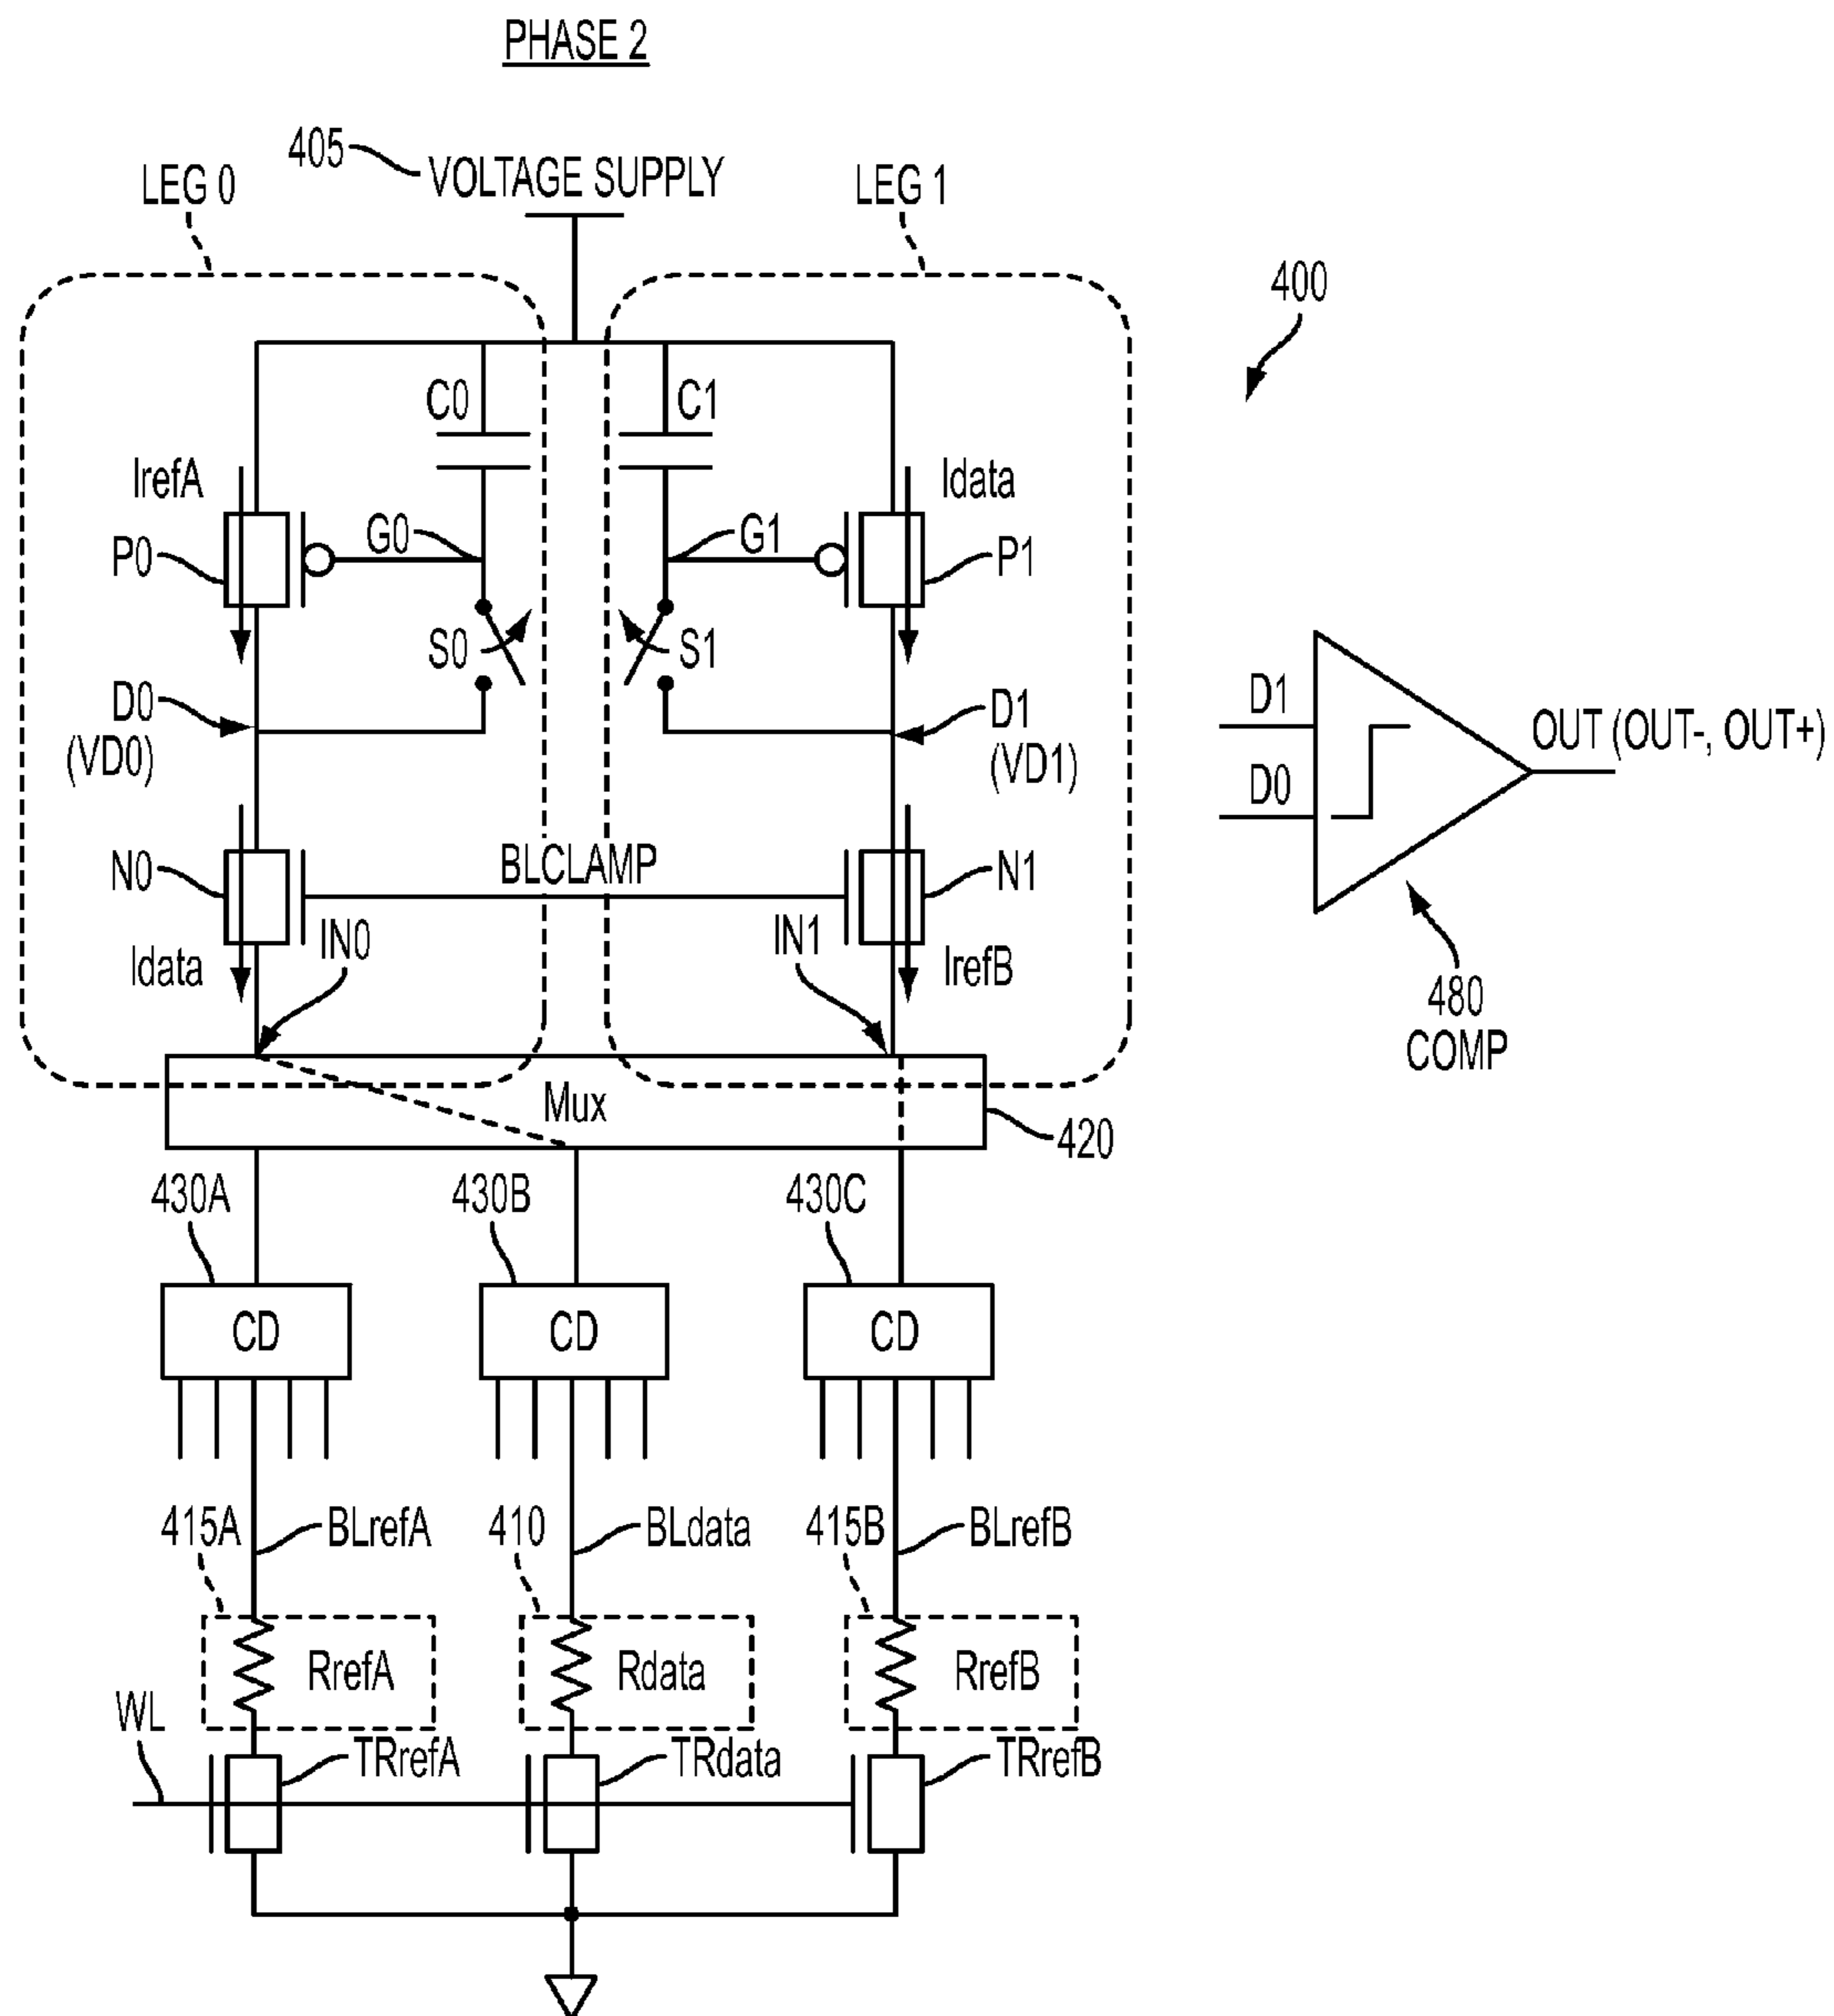 PHASE 2
405
VOLTAGE SUPPLY
LEG 0
LEG 1
400
C0
C1
IrefA
Idata
G0
G1
P0
P1
S0
S1
D0
(VD0)
D1
(VD1)
D1
D0
OUT (OUT-, OUT+)
BLCLAMP
N0
N1
IN0
IN1
Idata
IrefB
480
COMP
Mux
420
430A
430B
430C
CD
CD
CD
415A
BLrefA
410
BLdata
415B
BLrefB
RrefA
Rdata
RrefB
WL
TRrefA
TRdata
TRrefB